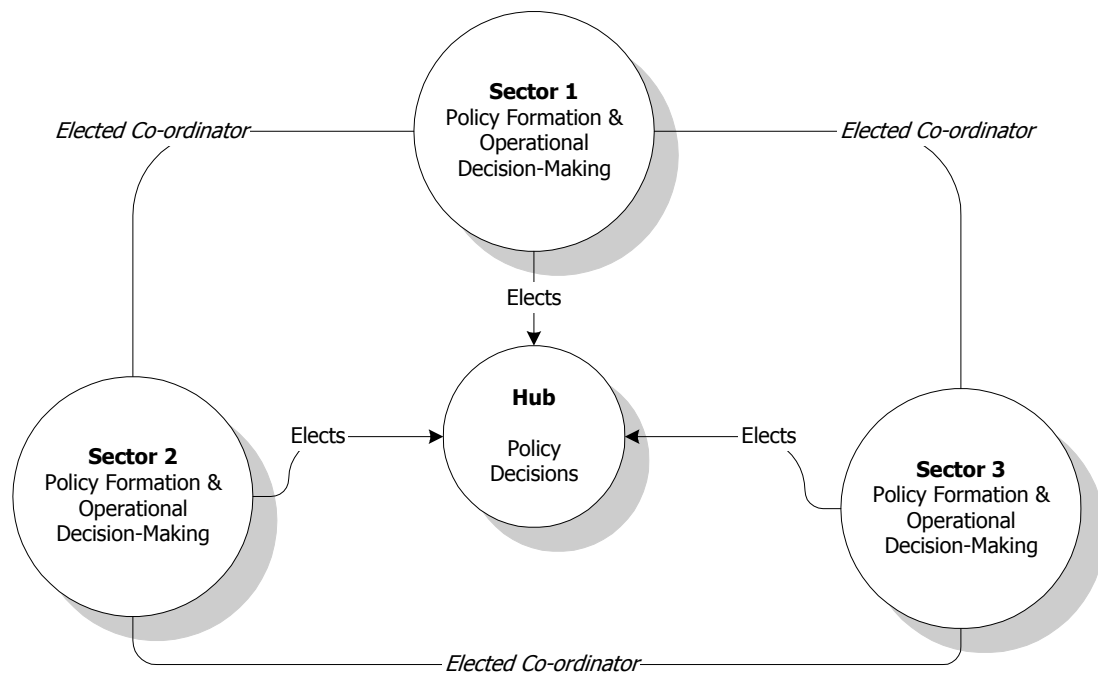 Sector 1
Policy Formation &
Operational
Decision-Making
Elected Co-ordinator
Elected Co-ordinator
Elects
Hub
Policy
Decisions
Elects
Elects
Sector 2
Policy Formation &
Operational
Decision-Making
Sector 3
Policy Formation &
Operational
Decision-Making
Elected Co-ordinator